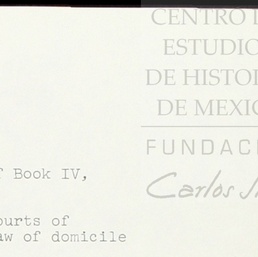 CENTRO
ESTUDIO
DE HISTO
DE MEXIC
FUNDAC
Carlos
Book IV,
ourts of
aw of domicile